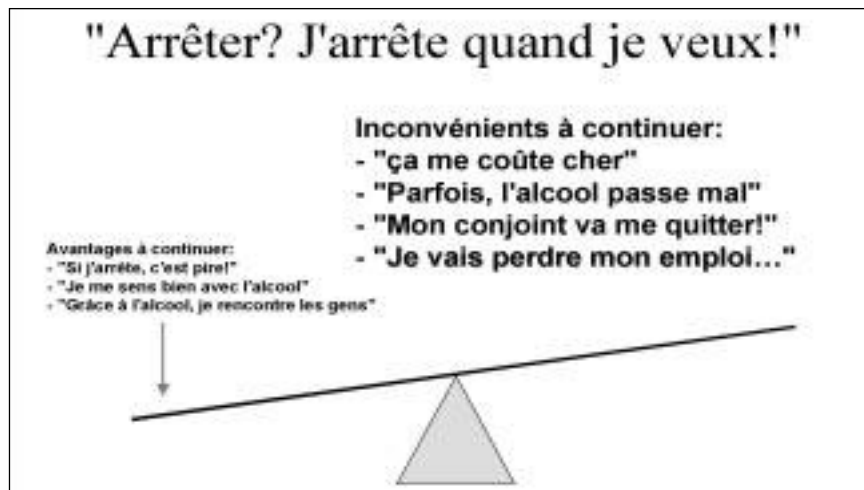 "Arrêter? J'arrête quand je veux!"
Inconvénients à continuer:
- "ça me coûte cher"
- "Parfois, l'alcool passe mal"
- "Mon conjoint va me quitter!"
- "Je vais perdre mon emploi..."
Avantages à continuer:
- "Si j'arrête, c'est pire!"
- "Je me sens bien avec l'alcool"
- "Grâce à l'alcool, je rencontre les gens"